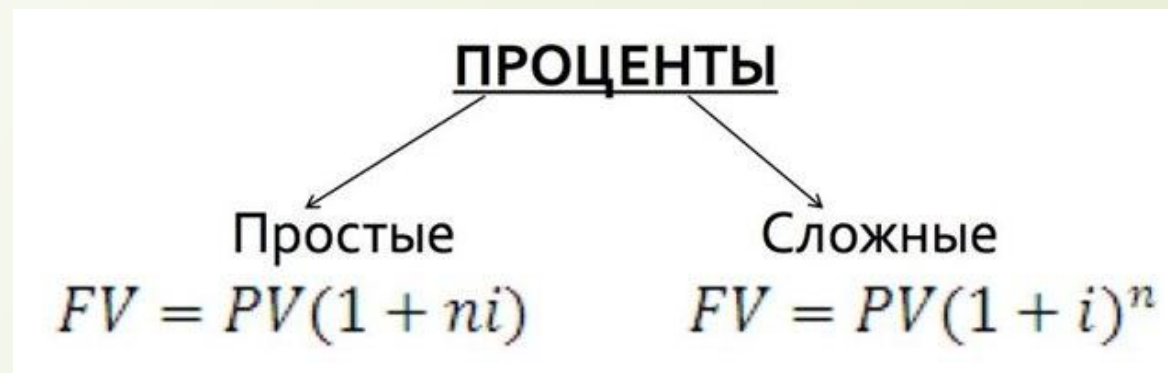 ПРОЦЕНТЫ
Простые
Сложные
FV = PV(1 + ni)
FV = PV(1 + i)ⁿ